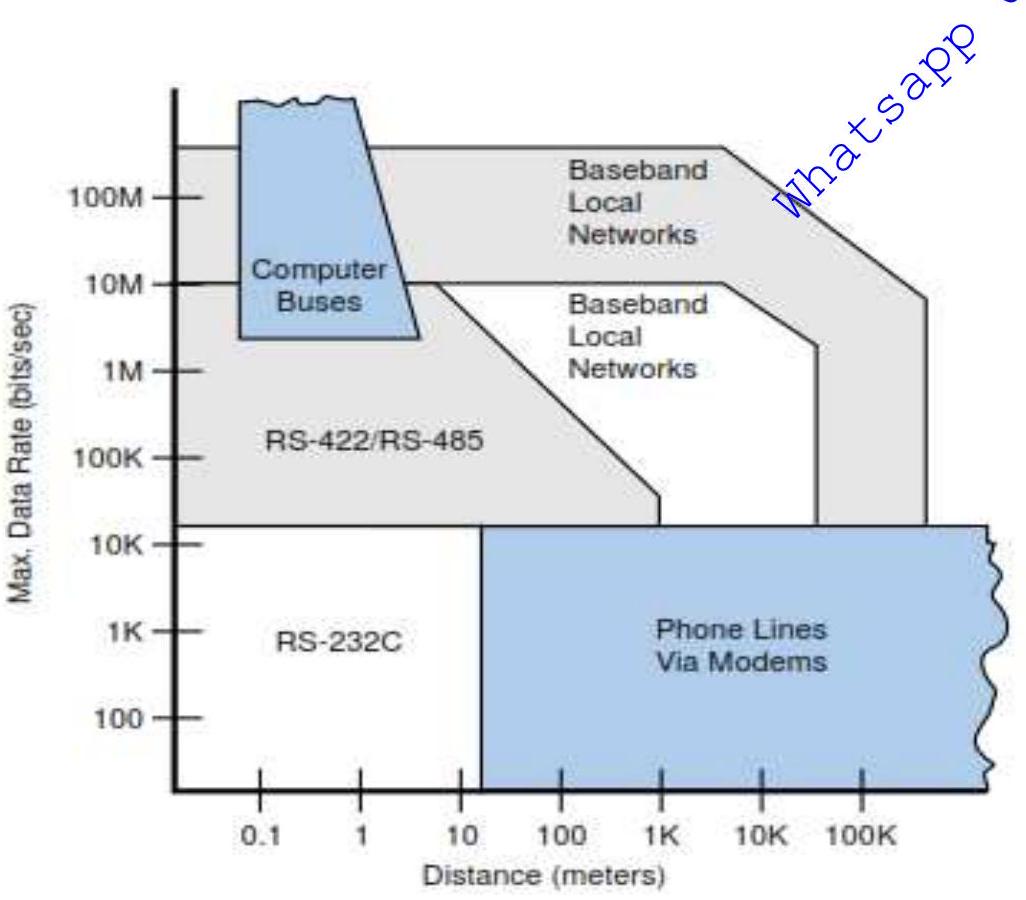 Whatsapp
Baseband
Local
Networks
100M
Computer
Buses
10M
Baseband
Local
Networks
1M
RS-422/RS-485
100K
10K
RS-232C
1K
Phone Lines
Via Modems
100
Max. Data Rate (bits/sec)
0.1 1 10 100 1K 10K 100K
Distance (meters)